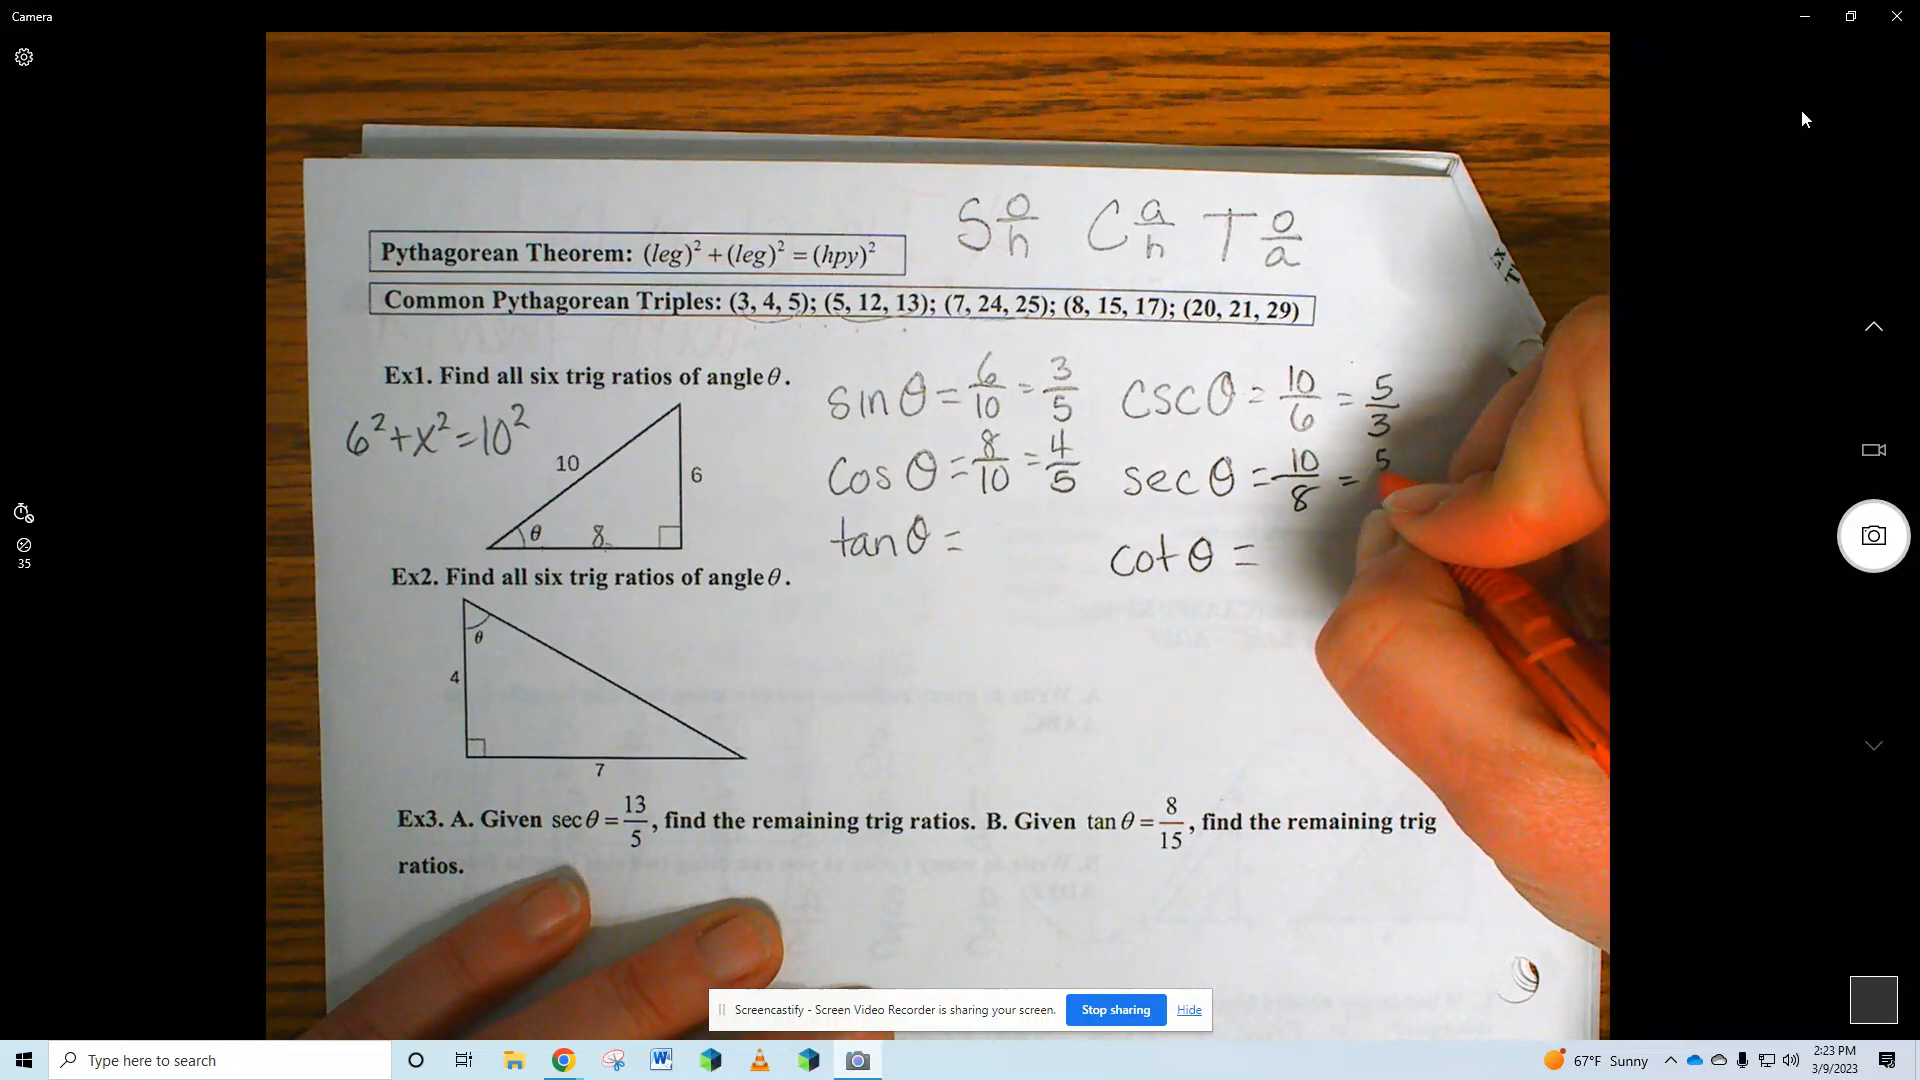 Camera
S o/h C a/h T o/a
Pythagorean Theorem: (leg)² + (leg)² = (hpy)²
Common Pythagorean Triples: (3, 4, 5); (5, 12, 13); (7, 24, 25); (8, 15, 17); (20, 21, 29)
Ex1. Find all six trig ratios of angle θ.
6² + x² = 10²
10
6
θ
8
sin θ = 6/10 = 3/5 csc θ = 10/6 = 5/3
cos θ = 8/10 = 4/5 sec θ = 10/8 = 5
tan θ = cot θ =
Ex2. Find all six trig ratios of angle θ.
θ
4
7
Ex3. A. Given sec θ = 13/5, find the remaining trig ratios. B. Given tan θ = 8/15, find the remaining trig
ratios.
35
Screencastify - Screen Video Recorder is sharing your screen. Stop sharing Hide
Type here to search
67°F Sunny
2:23 PM
3/9/2023